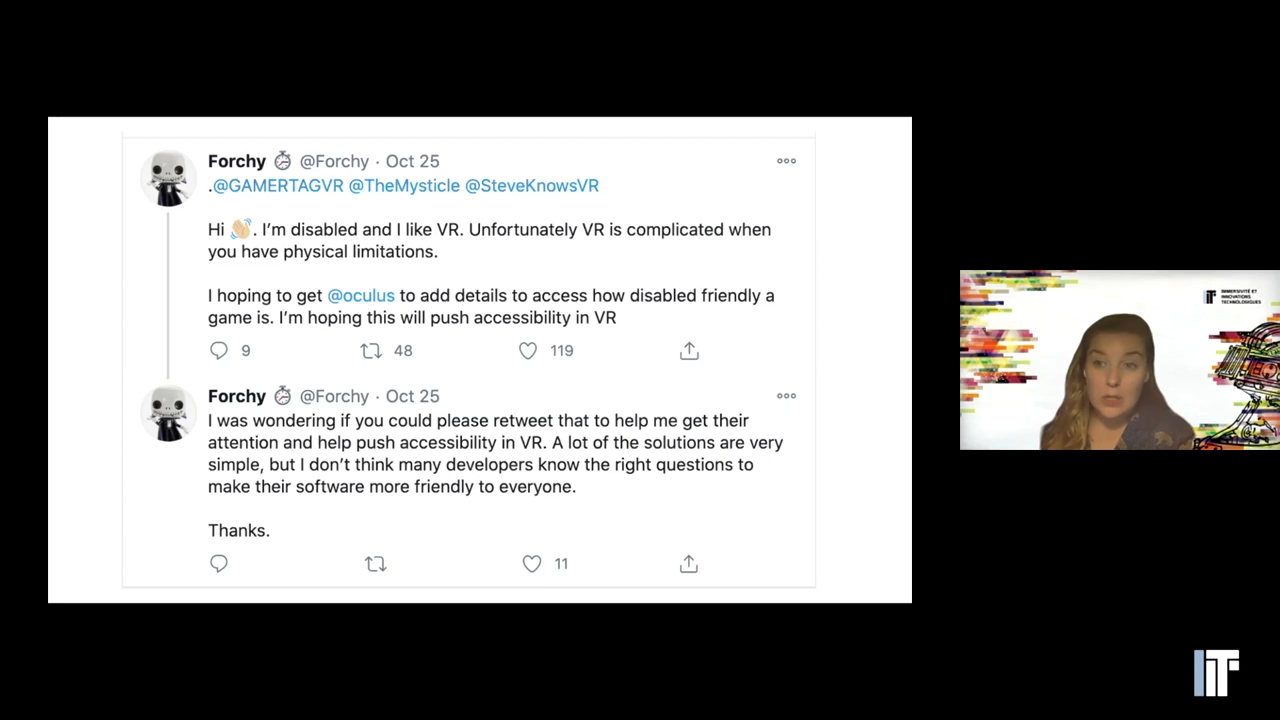 Forchy @Forchy · Oct 25
.@GAMERTAGVR @TheMysticle @SteveKnowsVR
Hi 👋🏼. I’m disabled and I like VR. Unfortunately VR is complicated when
you have physical limitations.
I hoping to get @oculus to add details to access how disabled friendly a
game is. I’m hoping this will push accessibility in VR
9 48 119
Forchy @Forchy · Oct 25
I was wondering if you could please retweet that to help me get their
attention and help push accessibility in VR. A lot of the solutions are very
simple, but I don’t think many developers know the right questions to
make their software more friendly to everyone.
Thanks.
11
IMMERSIVITÉ ET
INNOVATIONS
TECHNOLOGIQUES
IIT